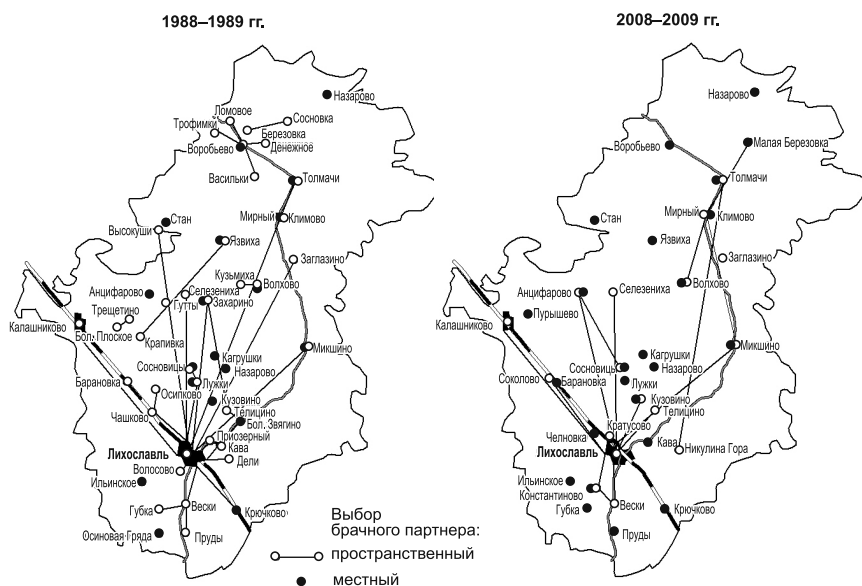 1988–1989 гг.
2008–2009 гг.
Назарово
Ломовое
Сосновка
Трофимки
Березовка
Денежное
Воробьево
Васильки
Толмачи
Стан
Мирный
Климово
Высокуши
Язвиха
Заглазино
Кузьмиха
Селезениха
Волхово
Анцифарово
Гутты
Захарино
Трещетино
Калашниково
Бол. Плоское
Крапивка
Микшино
Кагрушки
Сосновицы
Назарово
Барановка
Лужки
Осипково
Кузовино
Телицино
Чашково
Бол. Звягино
Приозерный
Лихославль
Кава
Волосово
Дели
Ильинское
Губка
Вески
Крючково
Осиновая Гряда
Пруды
Назарово
Воробьево
Малая Березовка
Толмачи
Мирный
Климово
Стан
Язвиха
Заглазино
Волхово
Анцифарово
Селезениха
Пурышево
Калашниково
Микшино
Кагрушки
Сосновицы
Назарово
Соколово
Барановка
Лужки
Кузовино
Телицино
Кратусово
Челновка
Кава
Лихославль
Никулина Гора
Ильинское
Константиново
Губка
Вески
Крючково
Пруды
Выбор
брачного партнера:
пространственный
местный